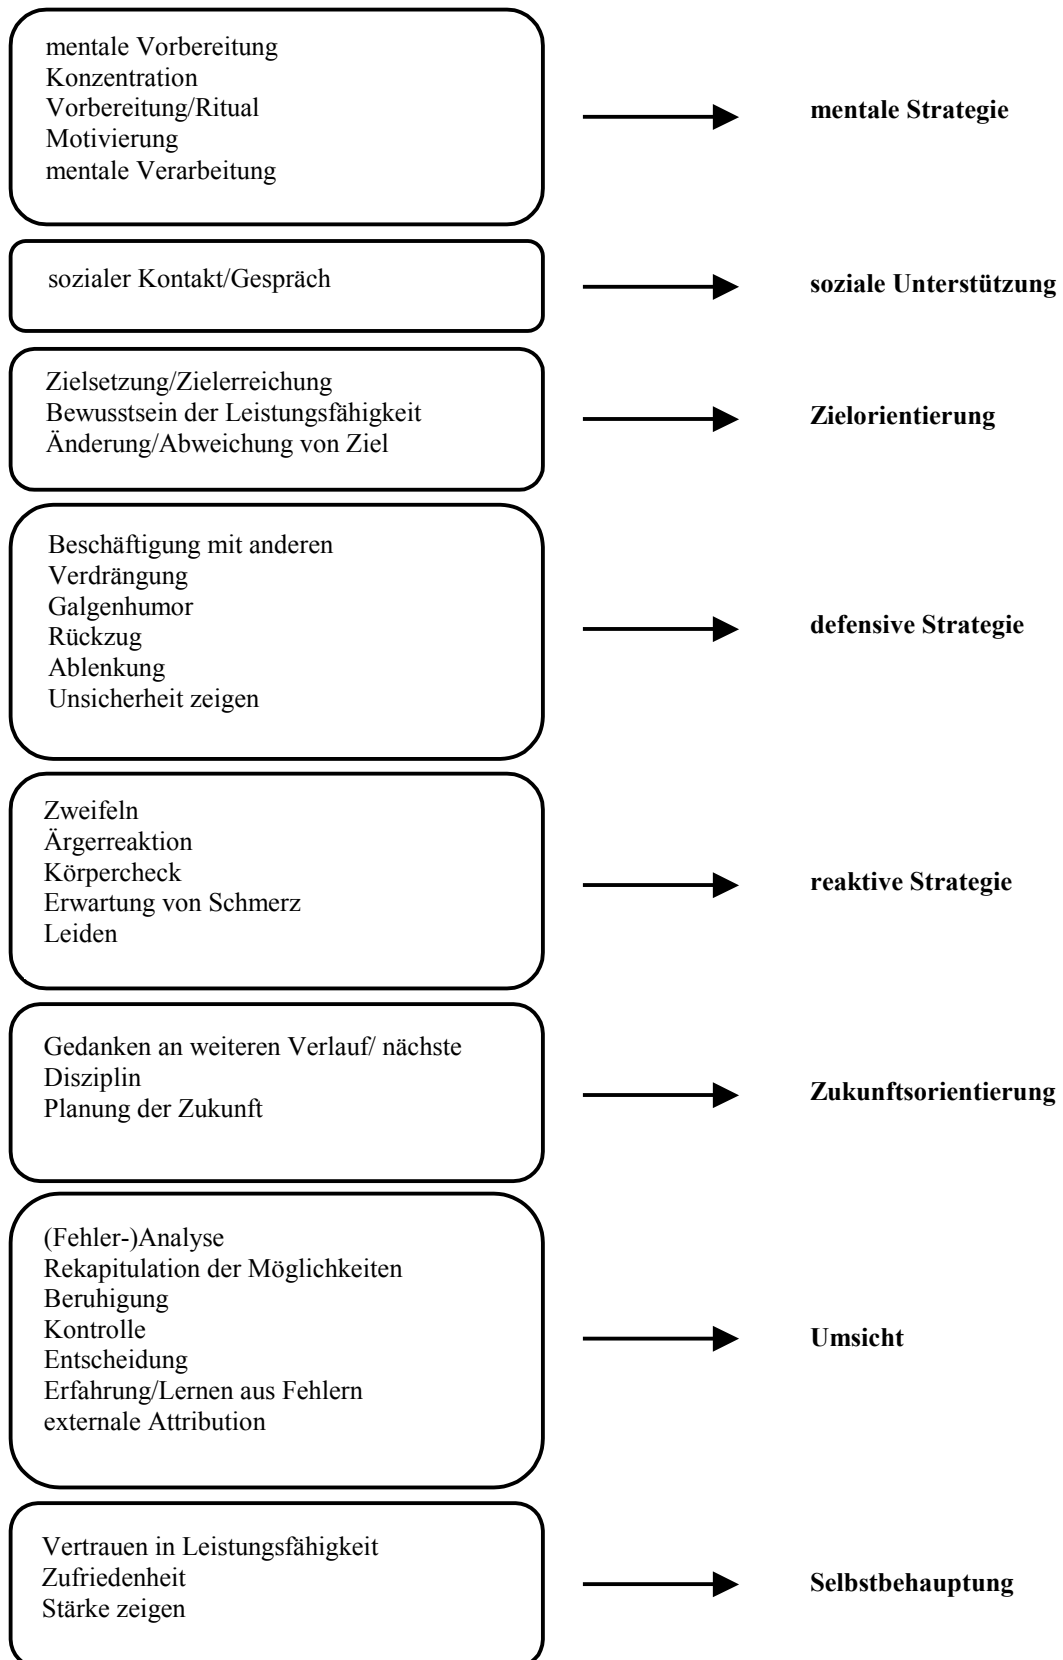 mentale Vorbereitung
Konzentration
Vorbereitung/Ritual
Motivierung
mentale Verarbeitung
mentale Strategie
sozialer Kontakt/Gespräch
soziale Unterstützung
Zielsetzung/Zielerreichung
Bewusstsein der Leistungsfähigkeit
Änderung/Abweichung von Ziel
Zielorientierung
Beschäftigung mit anderen
Verdrängung
Galgenhumor
Rückzug
Ablenkung
Unsicherheit zeigen
defensive Strategie
Zweifeln
Ärgerreaktion
Körpercheck
Erwartung von Schmerz
Leiden
reaktive Strategie
Gedanken an weiteren Verlauf/ nächste
Disziplin
Planung der Zukunft
Zukunftsorientierung
(Fehler-)Analyse
Rekapitulation der Möglichkeiten
Beruhigung
Kontrolle
Entscheidung
Erfahrung/Lernen aus Fehlern
externale Attribution
Umsicht
Vertrauen in Leistungsfähigkeit
Zufriedenheit
Stärke zeigen
Selbstbehauptung